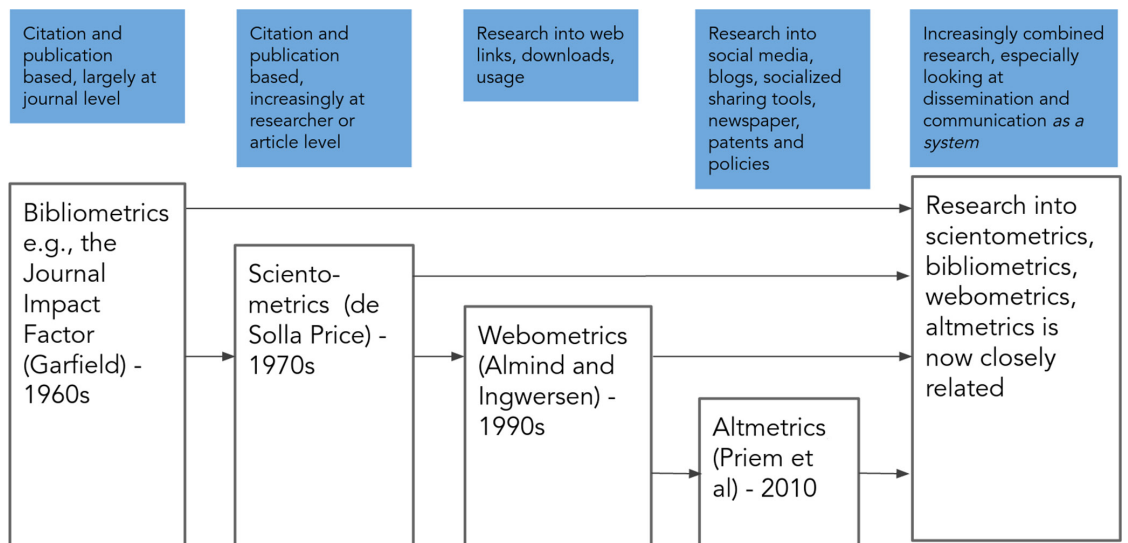 Citation and
publication
based, largely at
journal level
Citation and
publication
based,
increasingly at
researcher or
article level
Research into web
links, downloads,
usage
Research into
social media,
blogs, socialized
sharing tools,
newspaper,
patents and
policies
Increasingly combined
research, especially
looking at
dissemination and
communication as a
system
Bibliometrics
e.g., the
Journal
Impact
Factor
(Garfield) -
1960s
Sciento-
metrics (de
Solla Price) -
1970s
Webometrics
(Almind and
Ingwersen) -
1990s
Altmetrics
(Priem et
al) - 2010
Research into
scientometrics,
bibliometrics,
webometrics,
altmetrics is
now closely
related